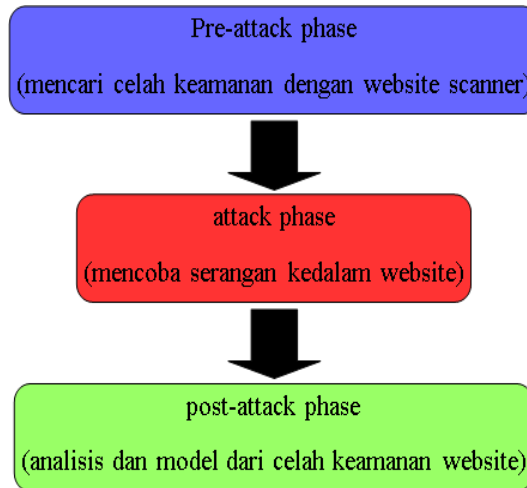 Pre-attack phase
(mencari celah keamanan dengan website scanner)
attack phase
(mencoba serangan kedalam website)
post-attack phase
(analisis dan model dari celah keamanan website)